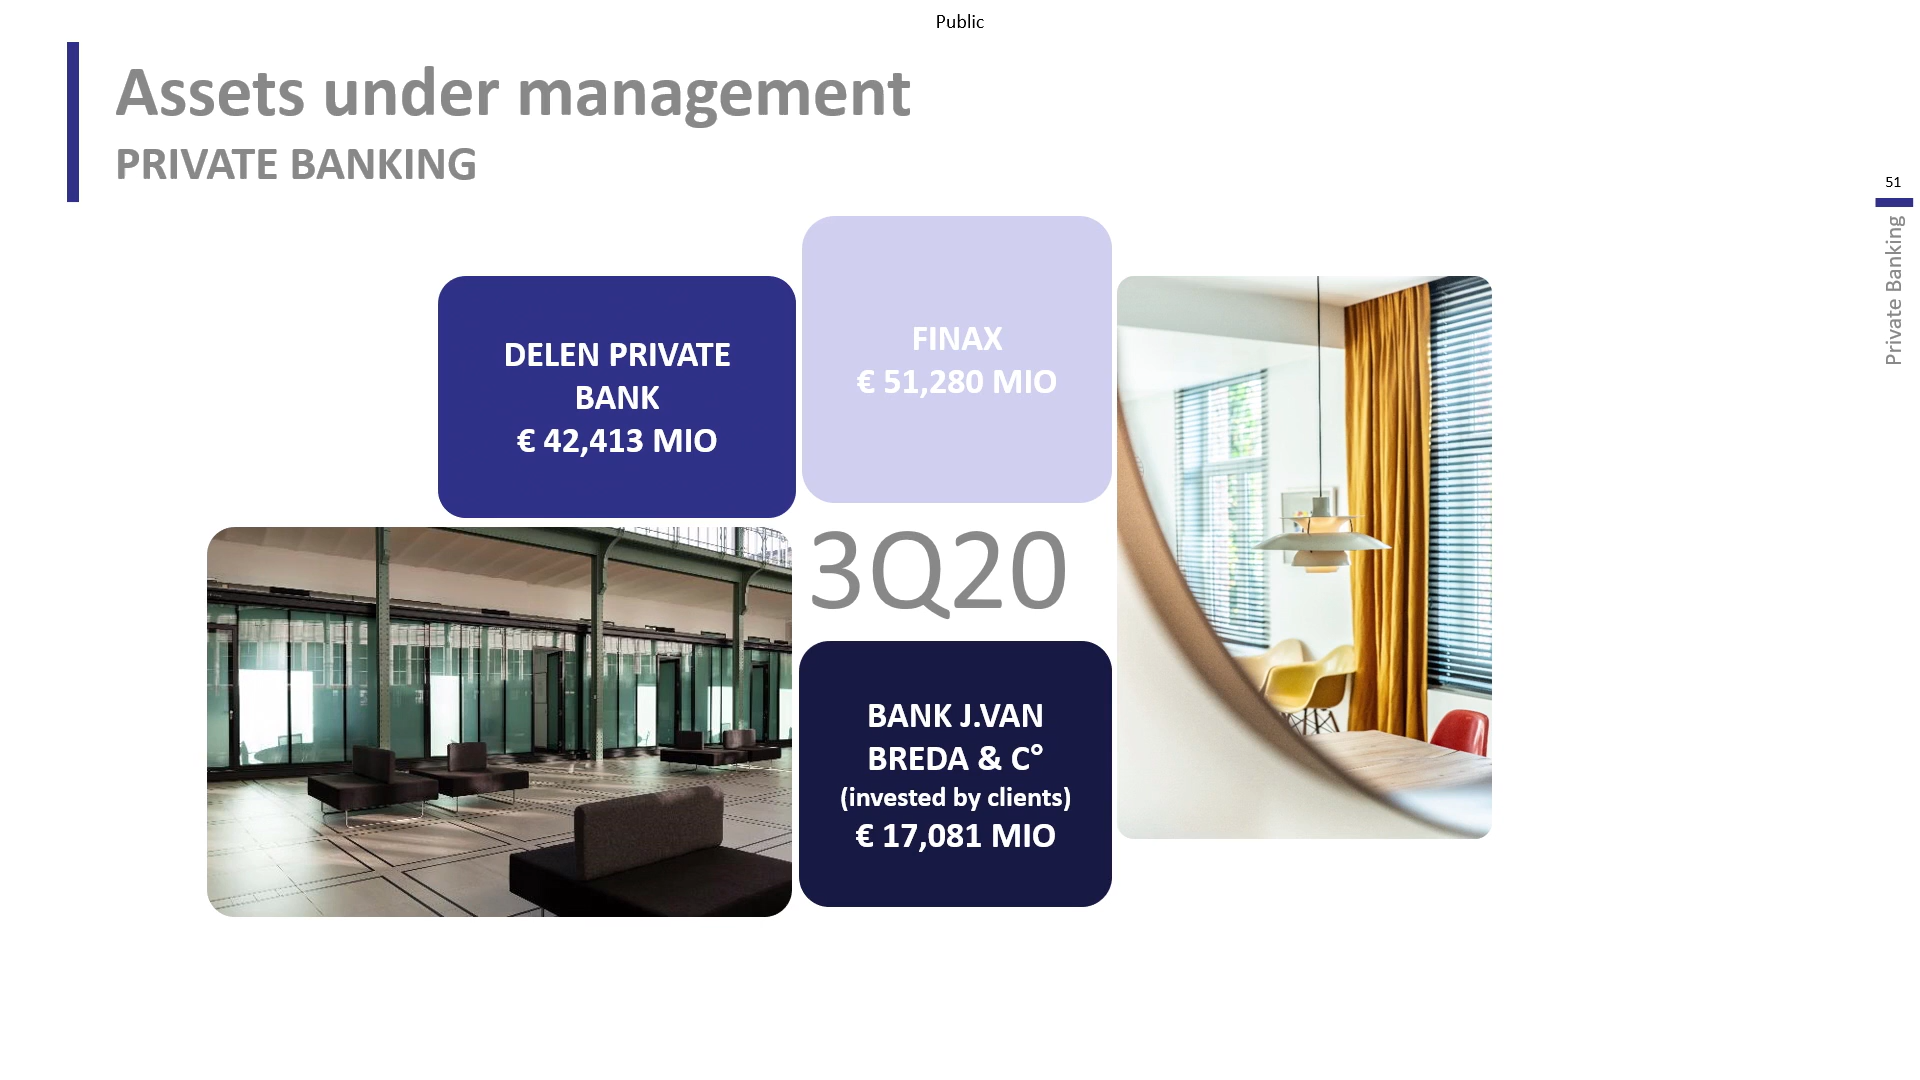 Public
Assets under management
PRIVATE BANKING
51
Private Banking
FINAX
€ 51,280 MIO
DELEN PRIVATE
BANK
€ 42,413 MIO
3Q20
BANK J.VAN
BREDA & C°
(invested by clients)
€ 17,081 MIO